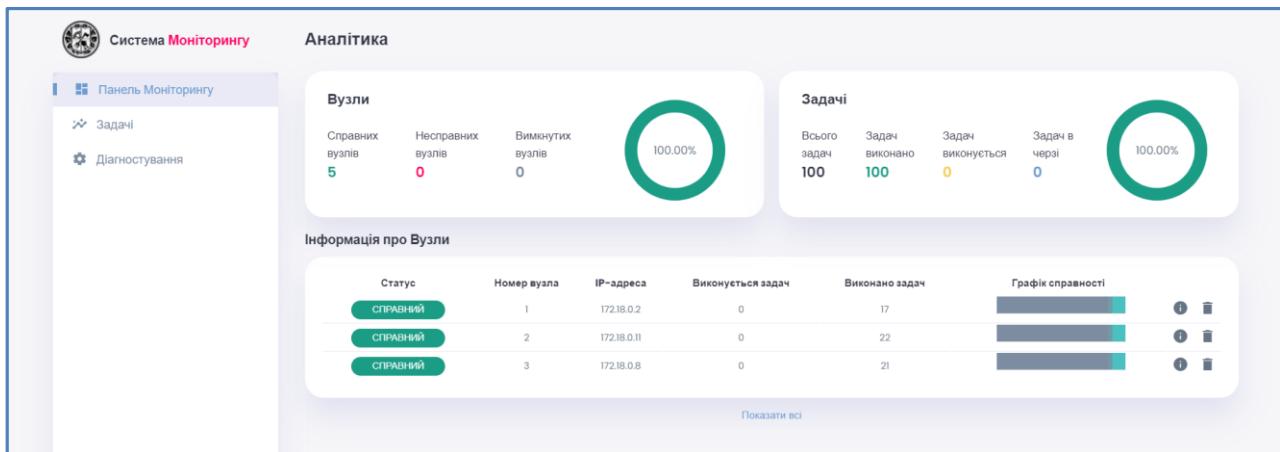 Система Моніторингу
Панель Моніторингу
Задачі
Діагностування
Аналітика
Вузли
Справних вузлів
5
Несправних вузлів
0
Вимкнутих вузлів
0
100.00%
Задачі
Всього задач
100
Задач виконано
100
Задач виконується
0
Задач в черзі
0
100.00%
Інформація про Вузли
Статус Номер вузла IP-адреса Виконується задач Виконано задач Графік справності
СПРАВНИЙ 1 172.18.0.2 0 17
СПРАВНИЙ 2 172.18.0.11 0 22
СПРАВНИЙ 3 172.18.0.8 0 21
Показати всі